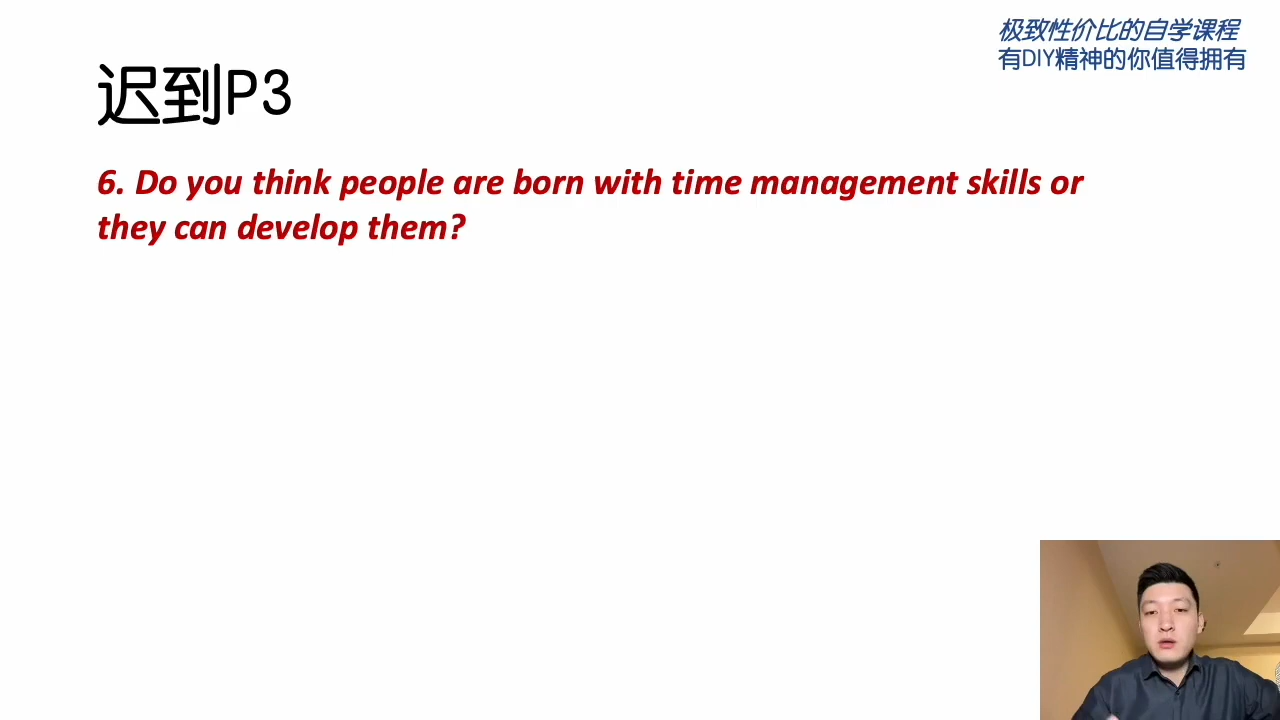 极致性价比的自学课程
有DIY精神的你值得拥有
迟到P3
6. Do you think people are born with time management skills or
they can develop them?